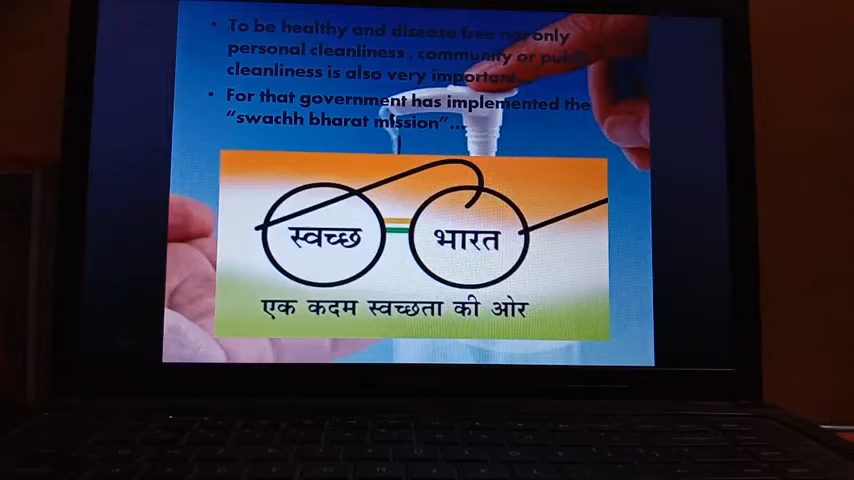 • To be healthy and disease free not only
personal cleanliness , community or public
cleanliness is also very important.
• For that government has implemented the
“swachh bharat mission”...
स्वच्छ भारत
एक कदम स्वच्छता की ओर